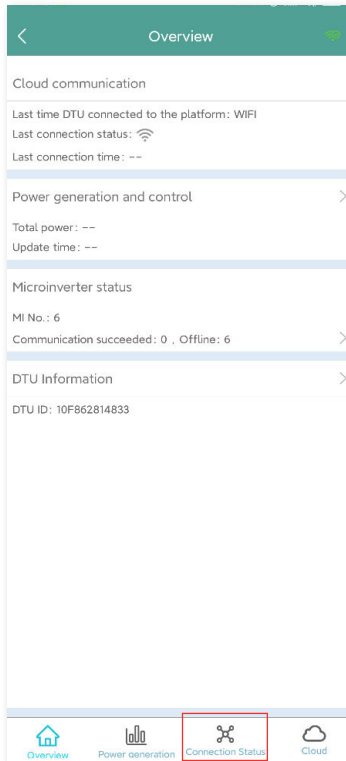 Overview
Cloud communication
Last time DTU connected to the platform: WIFI
Last connection status:
Last connection time: --
Power generation and control
Total power: --
Update time: --
Microinverter status
MI No.: 6
Communication succeeded: 0 , Offline: 6
DTU Information
DTU ID: 10F862814833
Overview
Power generation
Connection Status
Cloud